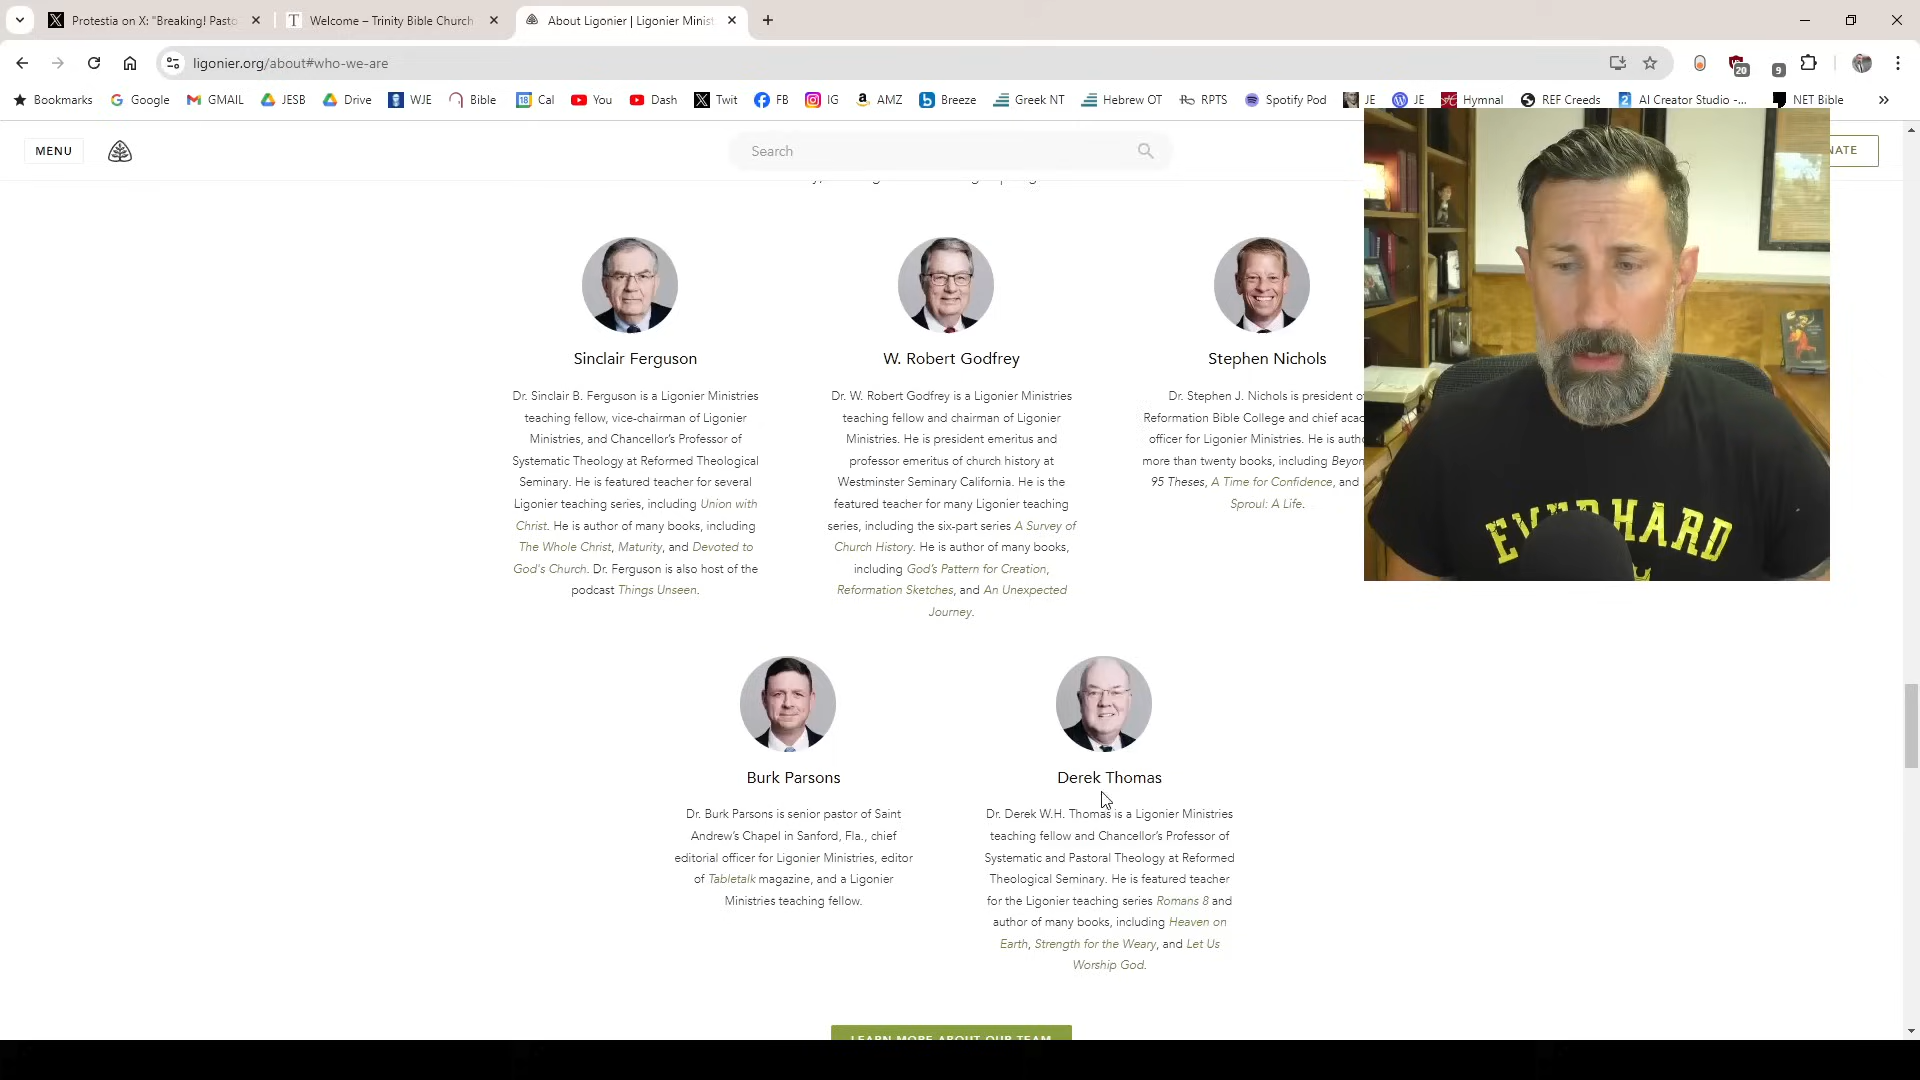 Protestia on X: "Breaking! Pasto
Welcome – Trinity Bible Church
About Ligonier | Ligonier Minist
ligonier.org/about#who-we-are
20
9
Bookmarks
Google
GMAIL
JESB
Drive
WJE
Bible
18 Cal
You
Dash
Twit
FB
IG
AMZ
Breeze
Greek NT
Hebrew OT
RPTS
Spotify Pod
JE
JE
Hymnal
REF Creeds
2 AI Creator Studio -...
NET Bible
MENU
Search
NATE
Sinclair Ferguson
Dr. Sinclair B. Ferguson is a Ligonier Ministries
teaching fellow, vice-chairman of Ligonier
Ministries, and Chancellor's Professor of
Systematic Theology at Reformed Theological
Seminary. He is featured teacher for several
Ligonier teaching series, including Union with
Christ. He is author of many books, including
The Whole Christ, Maturity, and Devoted to
God's Church. Dr. Ferguson is also host of the
podcast Things Unseen.
W. Robert Godfrey
Dr. W. Robert Godfrey is a Ligonier Ministries
teaching fellow and chairman of Ligonier
Ministries. He is president emeritus and
professor emeritus of church history at
Westminster Seminary California. He is the
featured teacher for many Ligonier teaching
series, including the six-part series A Survey of
Church History. He is author of many books,
including God's Pattern for Creation,
Reformation Sketches, and An Unexpected
Journey.
Stephen Nichols
Dr. Stephen J. Nichols is president o
Reformation Bible College and chief aca
officer for Ligonier Ministries. He is auth
more than twenty books, including Beyon
95 Theses, A Time for Confidence, and
Sproul: A Life.
EVERHARD
Burk Parsons
Dr. Burk Parsons is senior pastor of Saint
Andrew's Chapel in Sanford, Fla., chief
editorial officer for Ligonier Ministries, editor
of Tabletalk magazine, and a Ligonier
Ministries teaching fellow.
Derek Thomas
Dr. Derek W.H. Thomas is a Ligonier Ministries
teaching fellow and Chancellor's Professor of
Systematic and Pastoral Theology at Reformed
Theological Seminary. He is featured teacher
for the Ligonier teaching series Romans 8 and
author of many books, including Heaven on
Earth, Strength for the Weary, and Let Us
Worship God.
LEARN MORE ABOUT OUR TEAM